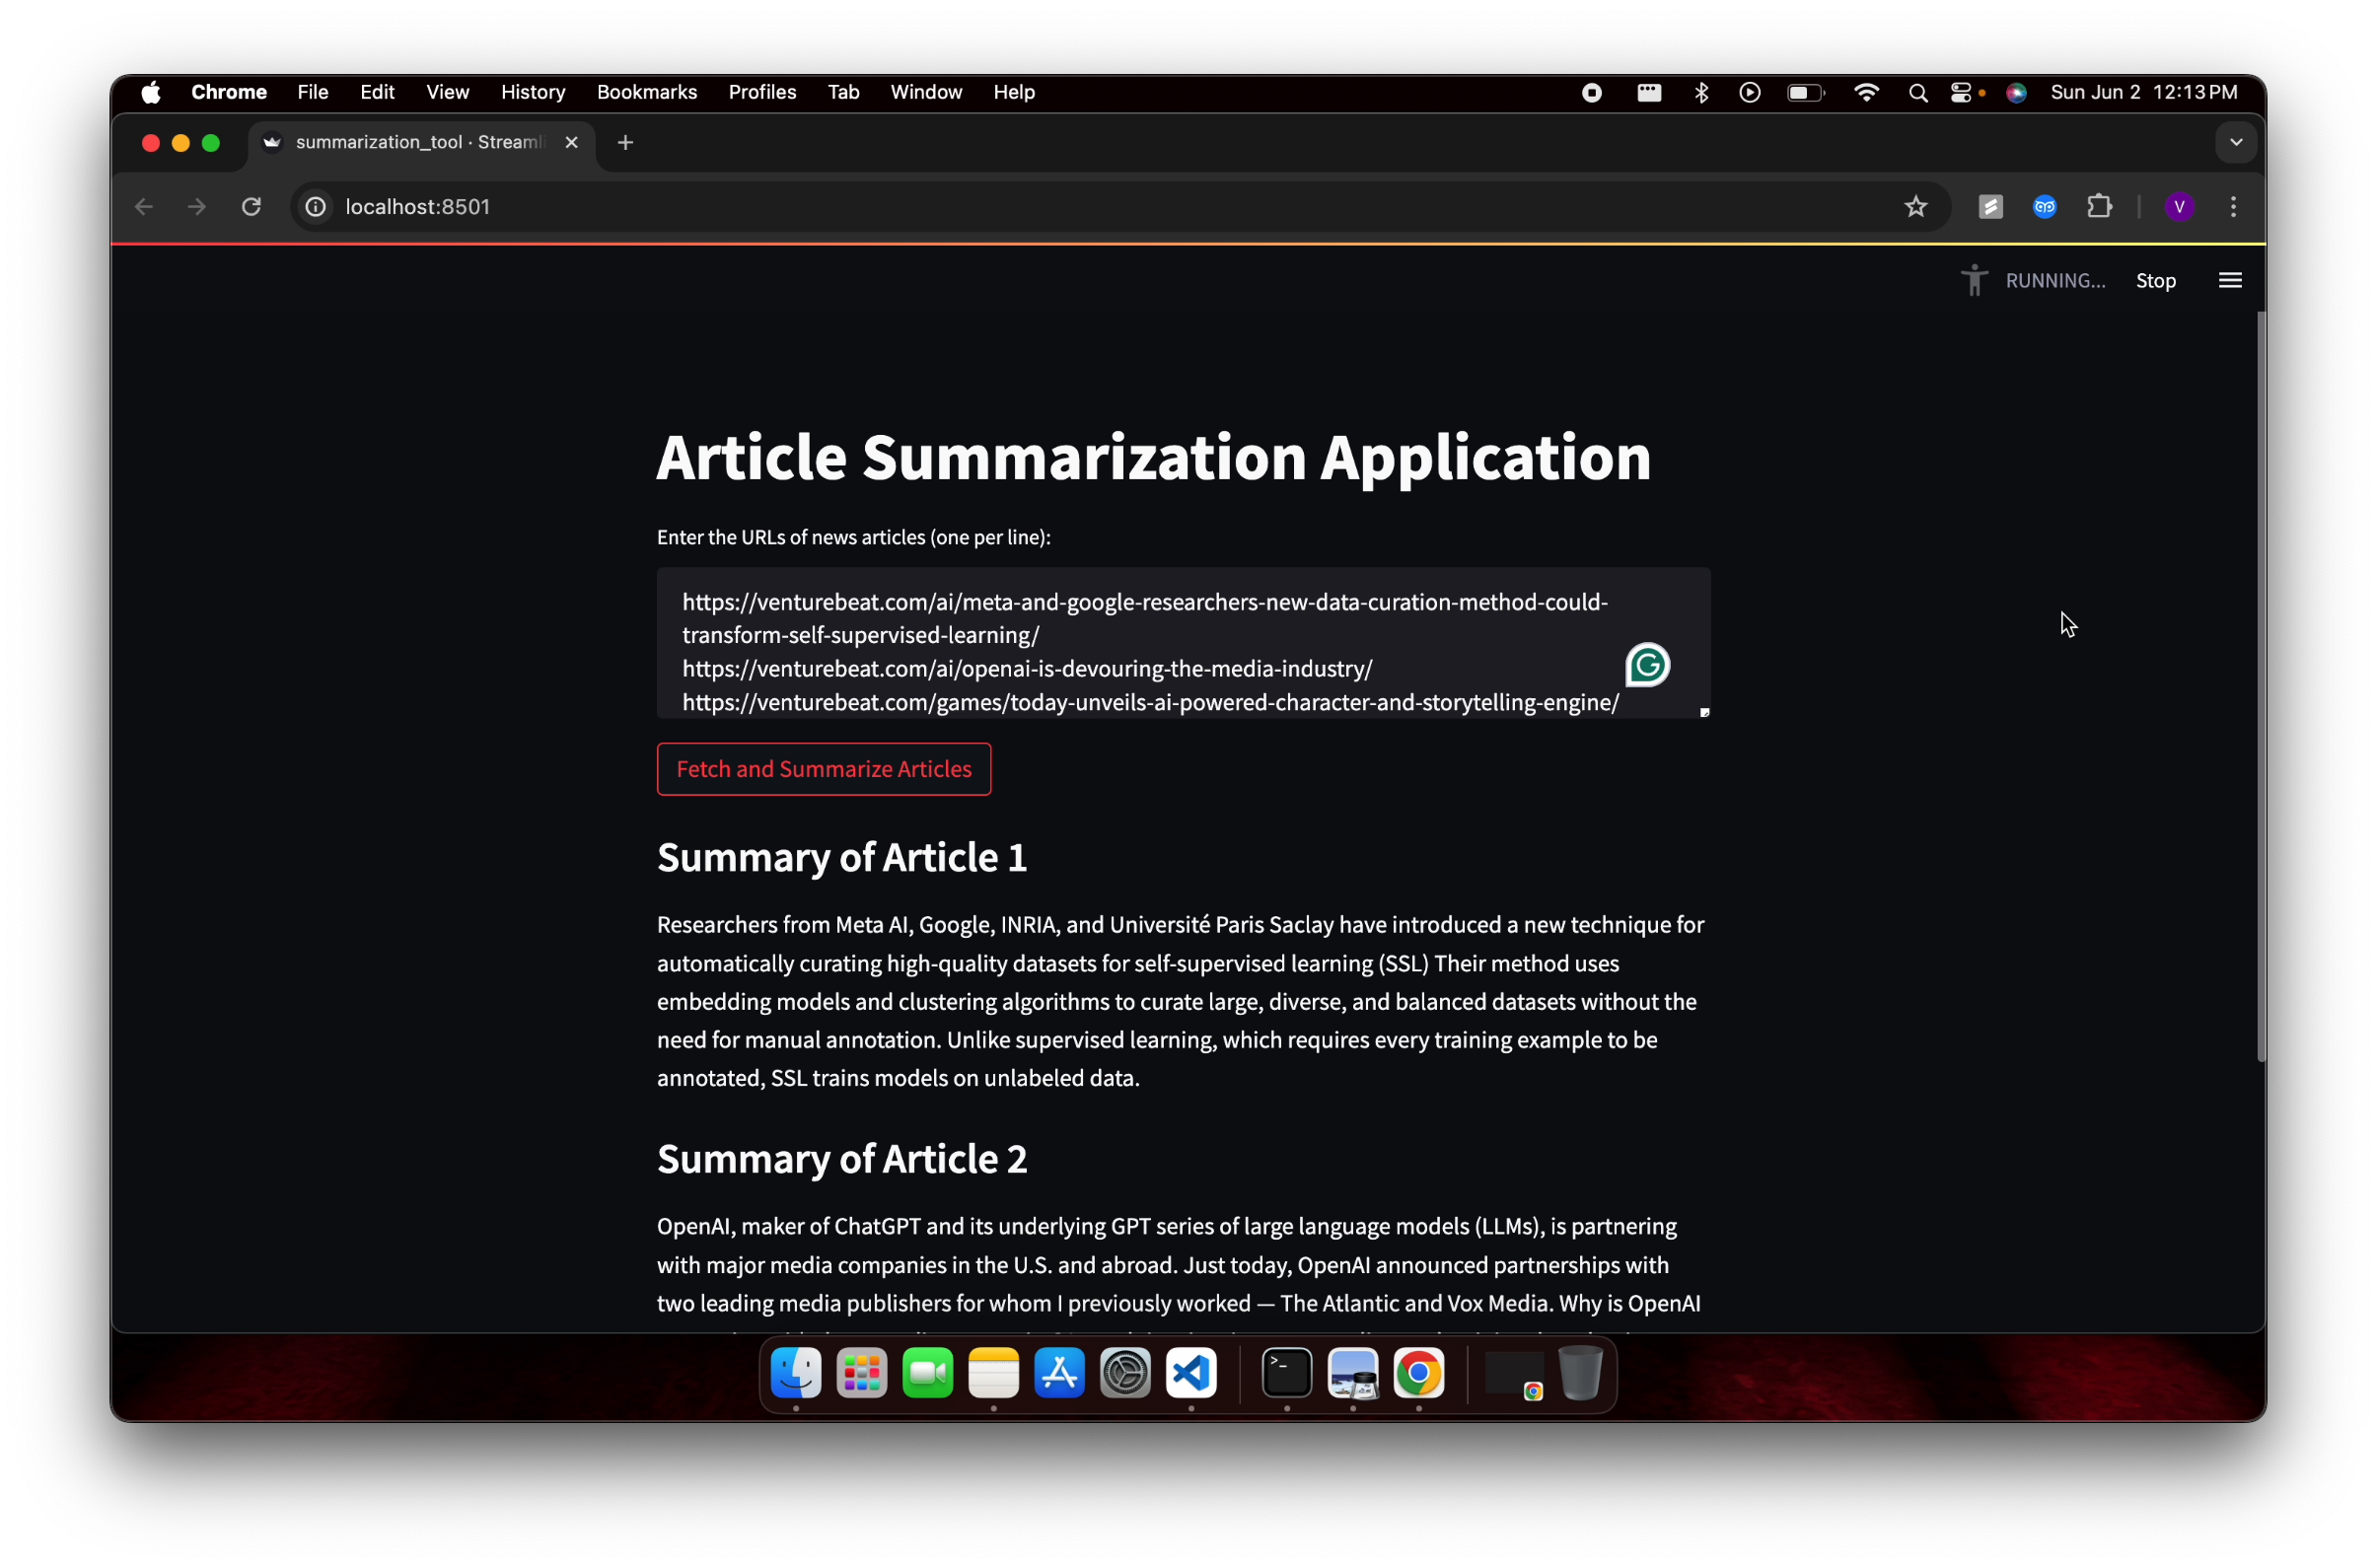 Chrome File Edit View History Bookmarks Profiles Tab Window Help Sun Jun 2 12:13 PM
summarization_tool · Streaml
localhost:8501 V
RUNNING... Stop
Article Summarization Application
Enter the URLs of news articles (one per line):
https://venturebeat.com/ai/meta-and-google-researchers-new-data-curation-method-could-
transform-self-supervised-learning/
https://venturebeat.com/ai/openai-is-devouring-the-media-industry/
https://venturebeat.com/games/today-unveils-ai-powered-character-and-storytelling-engine/
Fetch and Summarize Articles
Summary of Article 1
Researchers from Meta AI, Google, INRIA, and Université Paris Saclay have introduced a new technique for
automatically curating high-quality datasets for self-supervised learning (SSL) Their method uses
embedding models and clustering algorithms to curate large, diverse, and balanced datasets without the
need for manual annotation. Unlike supervised learning, which requires every training example to be
annotated, SSL trains models on unlabeled data.
Summary of Article 2
OpenAI, maker of ChatGPT and its underlying GPT series of large language models (LLMs), is partnering
with major media companies in the U.S. and abroad. Just today, OpenAI announced partnerships with
two leading media publishers for whom I previously worked — The Atlantic and Vox Media. Why is OpenAI